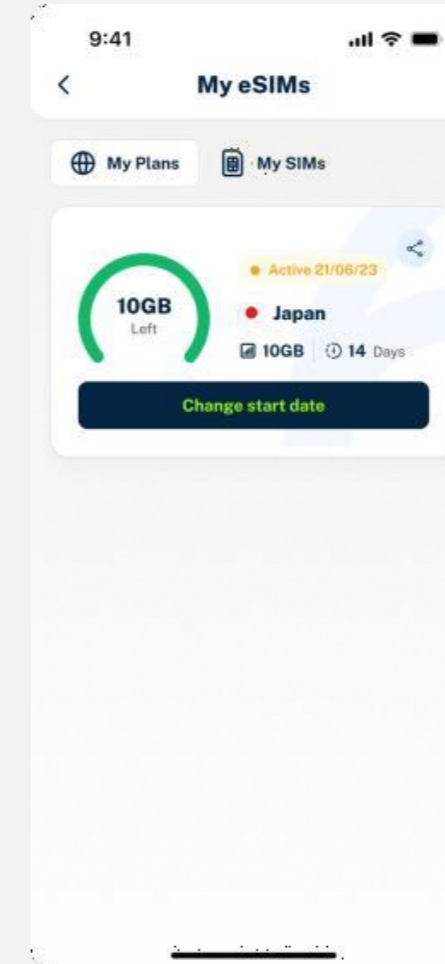 9:41
My eSIMs
My Plans My SIMs
Active 21/06/23
10GB
Left
Japan
10GB 14 Days
Change start date